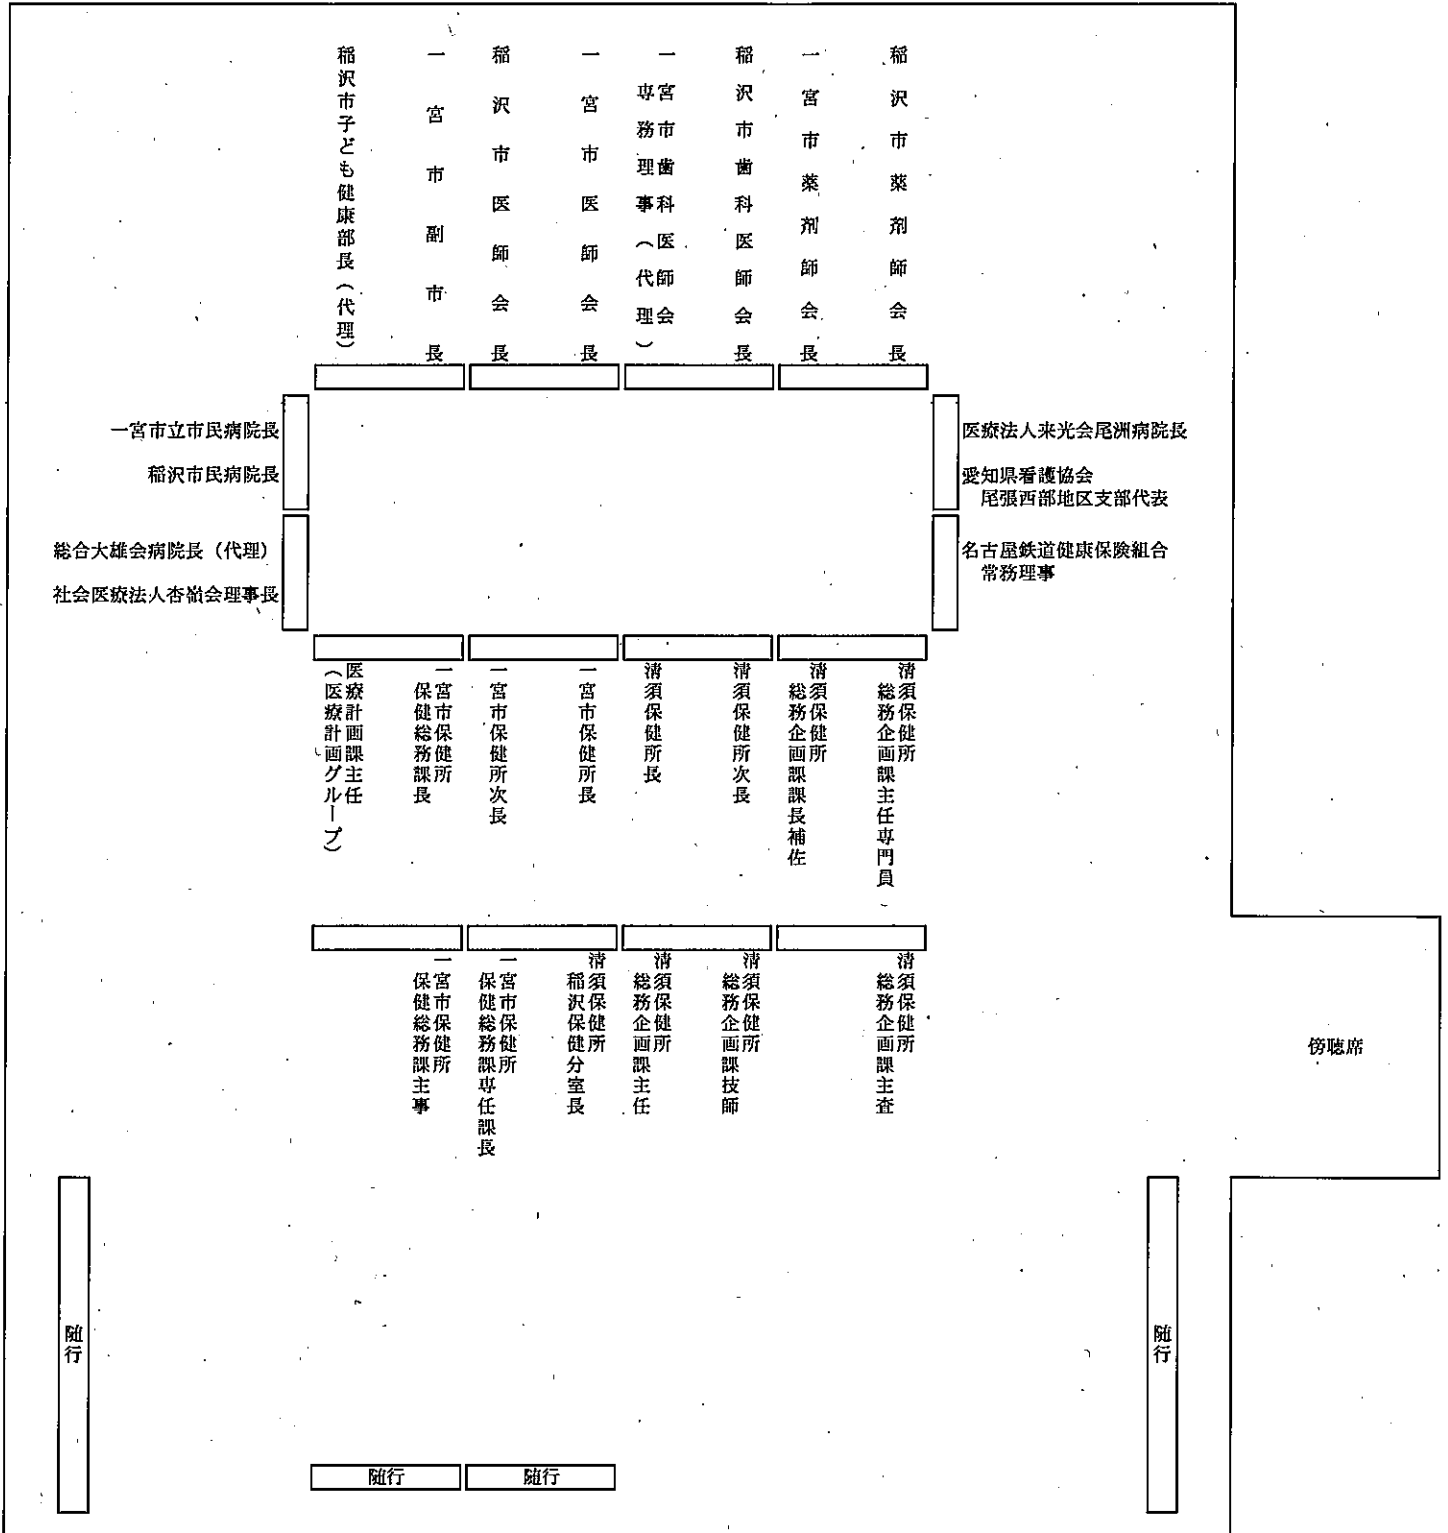 稲沢市薬剤師会長
一宮市薬剤師会長
稲沢市歯科医師会長
一宮市歯科医師会
専務理事（代理）
一宮市医師会長
稲沢市医師会長
一宮市副市長
稲沢市子ども健康部長（代理）
一宮市立市民病院長
稲沢市民病院長
総合大雄会病院長（代理）
社会医療法人杏嶺会理事長
医療法人来光会尾洲病院長
愛知県看護協会
尾張西部地区支部代表
名古屋鉄道健康保険組合
常務理事
清須保健所
総務企画課主任専門員
清須保健所
総務企画課課長補佐
清須保健所次長
清須保健所長
一宮市保健所長
一宮市保健所次長
一宮市保健所
保健総務課長
医療計画課主任
（医療計画グループ）
清須保健所
総務企画課主査
清須保健所
総務企画課技師
清須保健所
総務企画課主任
清須保健所
稲沢保健分室長
一宮市保健所
保健総務課専任課長
一宮市保健所
保健総務課主事
傍聴席
随行
随行
随行
随行